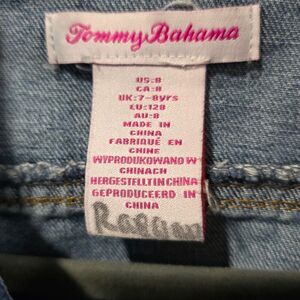 Tommy Bahama
US:8
CA:8
UK:7-8yrs
EU:128
AU:8
MADE IN
CHINA
FABRIQUÉ EN
CHINE
WYPRODUKOWANO W
CHINACH
HERGESTELLT IN CHINA
GEPRODUCEERD IN
CHINA